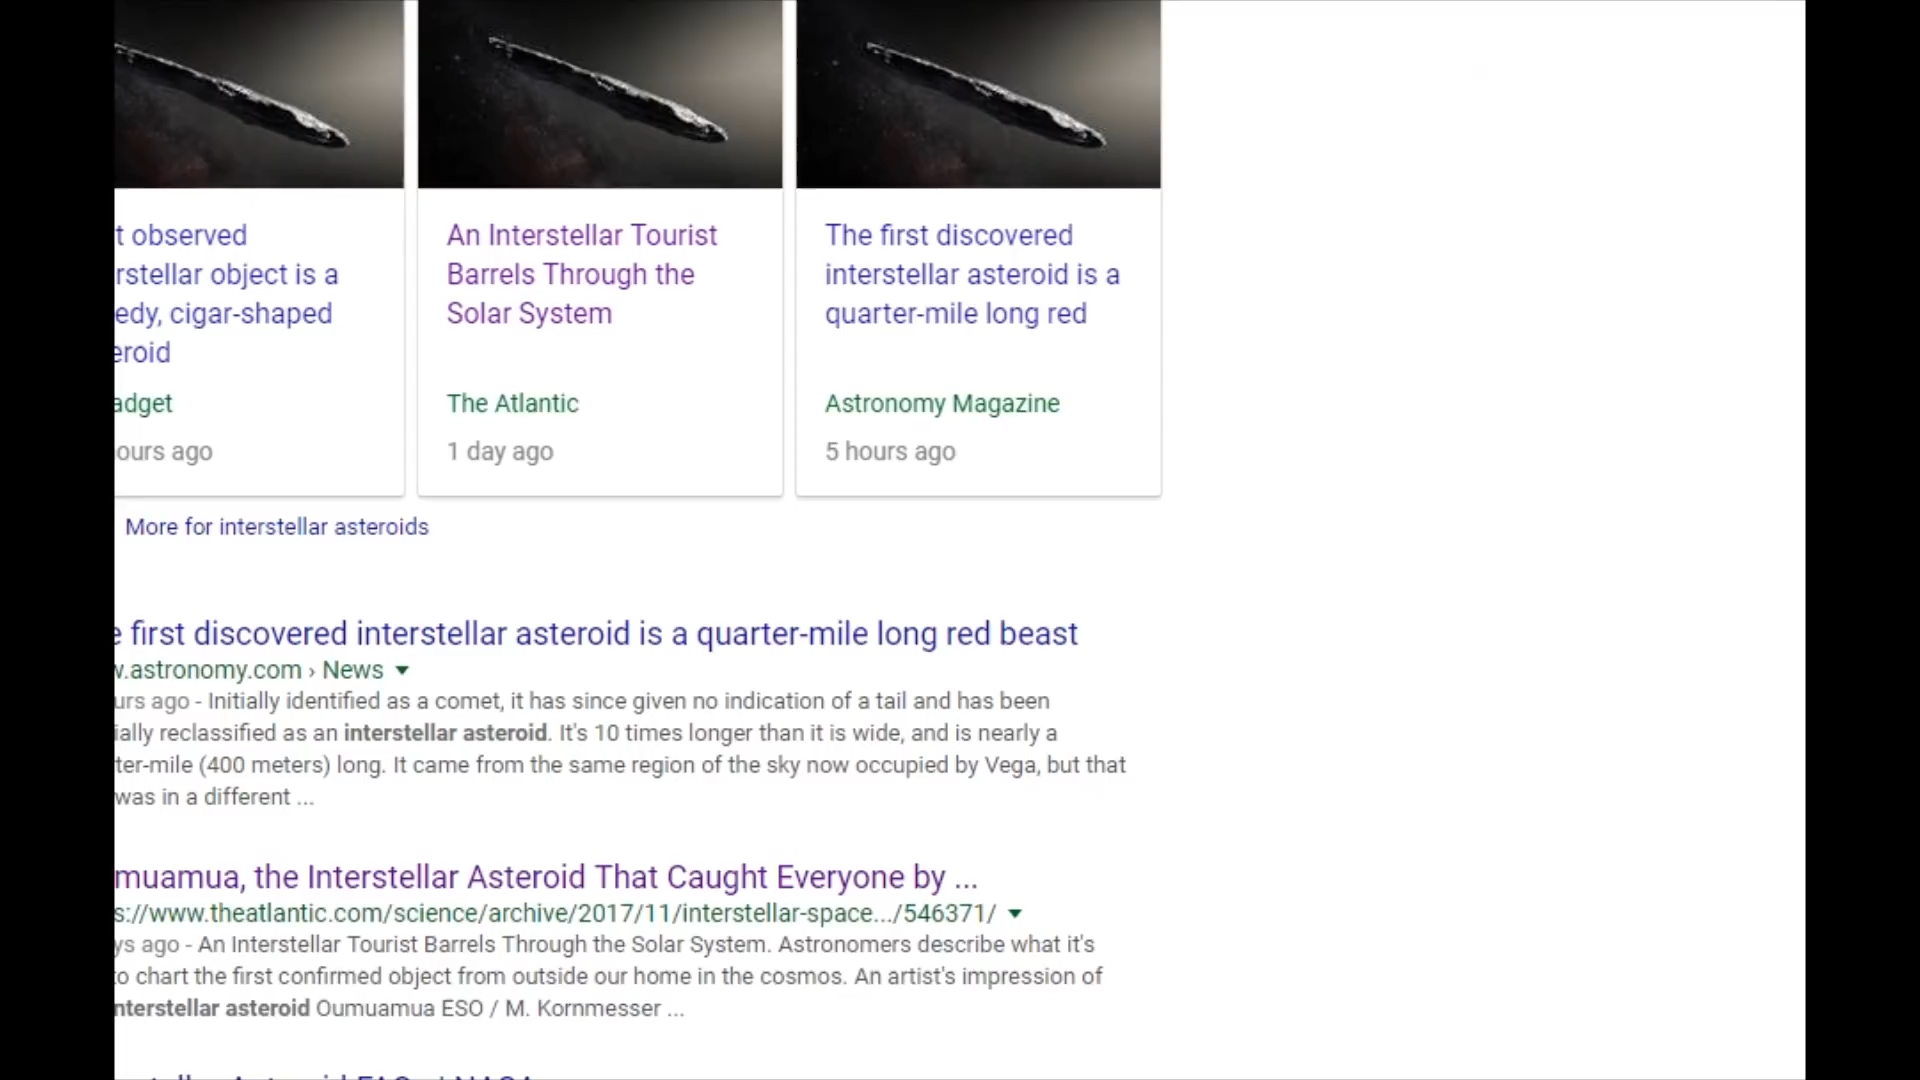 t observed
rstellar object is a
edy, cigar-shaped
eroid
adget
ours ago
An Interstellar Tourist
Barrels Through the
Solar System
The Atlantic
1 day ago
The first discovered
interstellar asteroid is a
quarter-mile long red
Astronomy Magazine
5 hours ago
More for interstellar asteroids
e first discovered interstellar asteroid is a quarter-mile long red beast
w.astronomy.com › News
urs ago - Initially identified as a comet, it has since given no indication of a tail and has been
ially reclassified as an interstellar asteroid. It's 10 times longer than it is wide, and is nearly a
ter-mile (400 meters) long. It came from the same region of the sky now occupied by Vega, but that
was in a different ...
muamua, the Interstellar Asteroid That Caught Everyone by ...
s://www.theatlantic.com/science/archive/2017/11/interstellar-space.../546371/
ys ago - An Interstellar Tourist Barrels Through the Solar System. Astronomers describe what it's
to chart the first confirmed object from outside our home in the cosmos. An artist's impression of
nterstellar asteroid Oumuamua ESO / M. Kornmesser ...